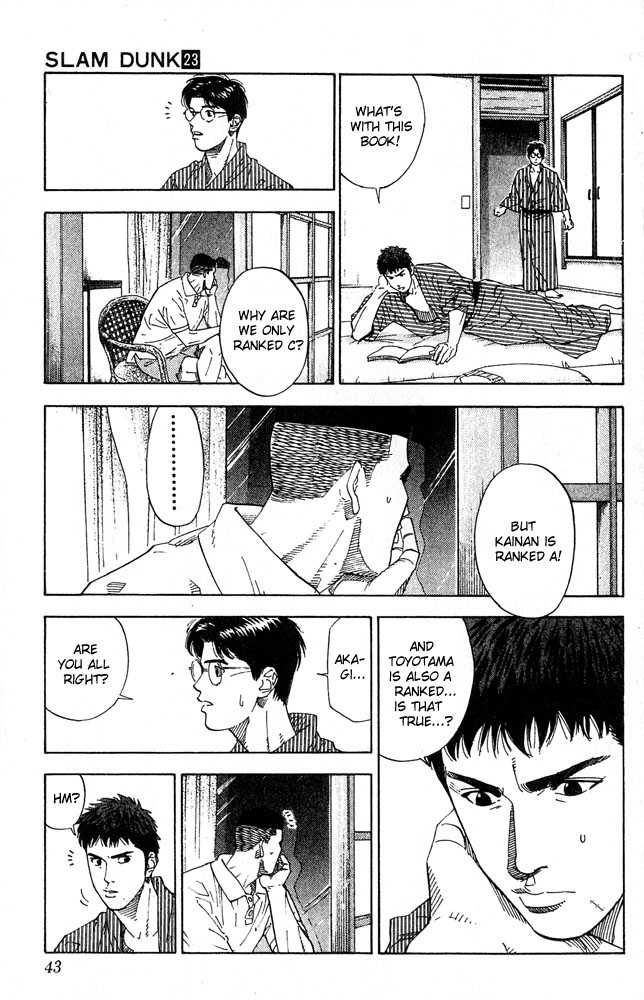 SLAM DUNK 23
WHAT'S
WITH THIS
BOOK!
WHY ARE
WE ONLY
RANKED C?
BUT
KAINAN IS
RANKED A!
.........
AND
TOYOTAMA
IS ALSO A
RANKED...
IS THAT
TRUE...?
AKA-
GI...
ARE
YOU ALL
RIGHT?
HM?
43